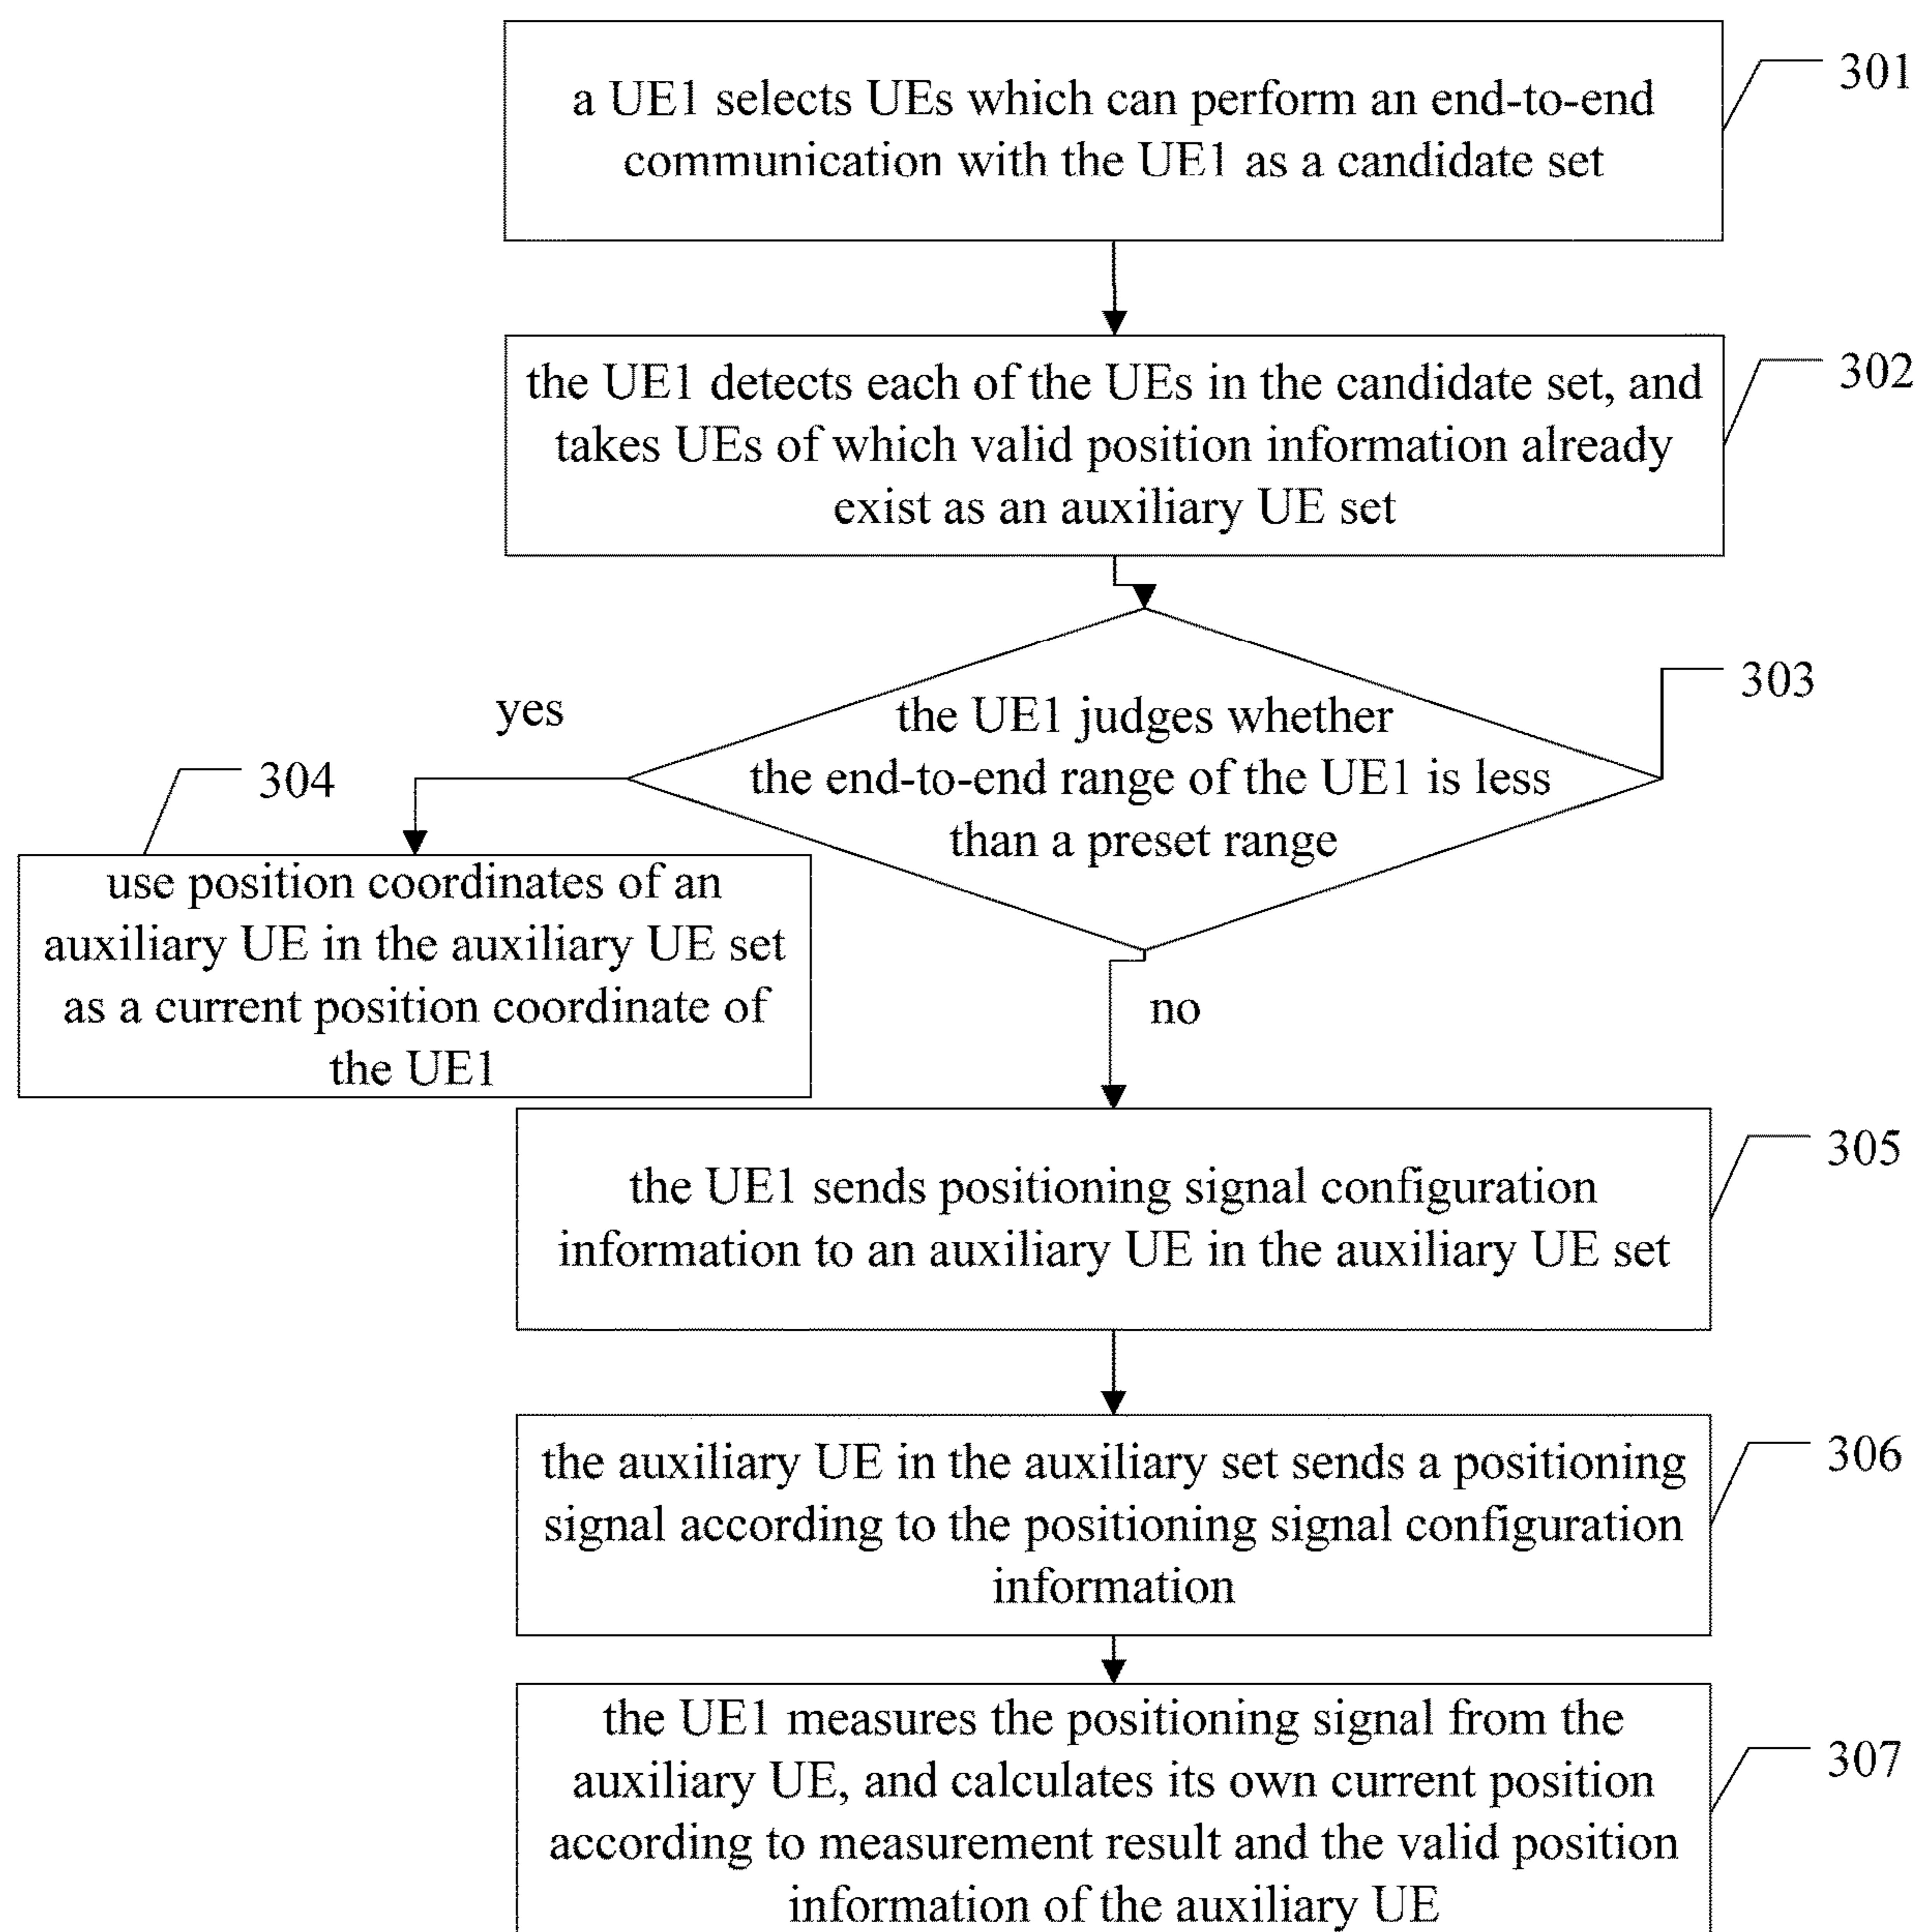 a UE1 selects UEs which can perform an end-to-end
communication with the UE1 as a candidate set
301
the UE1 detects each of the UEs in the candidate set, and
takes UEs of which valid position information already
exist as an auxiliary UE set
302
the UE1 judges whether
the end-to-end range of the UE1 is less
than a preset range
303
yes
304
use position coordinates of an
auxiliary UE in the auxiliary UE set
as a current position coordinate of
the UE1
no
the UE1 sends positioning signal configuration
information to an auxiliary UE in the auxiliary UE set
305
the auxiliary UE in the auxiliary set sends a positioning
signal according to the positioning signal configuration
information
306
the UE1 measures the positioning signal from the
auxiliary UE, and calculates its own current position
according to measurement result and the valid position
information of the auxiliary UE
307